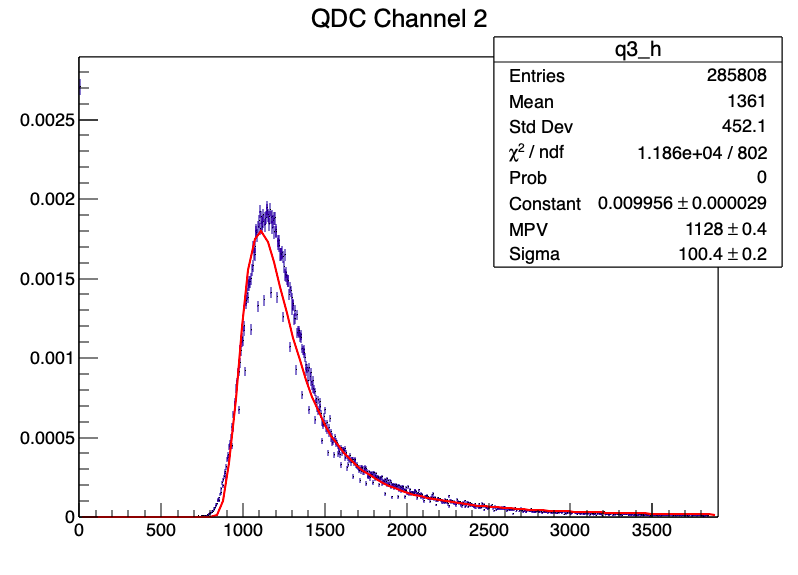 QDC Channel 2
q3_h
Entries 285808
Mean 1361
Std Dev 452.1
χ² / ndf 1.186e+04 / 802
Prob 0
Constant 0.009956 ± 0.000029
MPV 1128 ± 0.4
Sigma 100.4 ± 0.2
0.0025
0.002
0.0015
0.001
0.0005
0
0 500 1000 1500 2000 2500 3000 3500